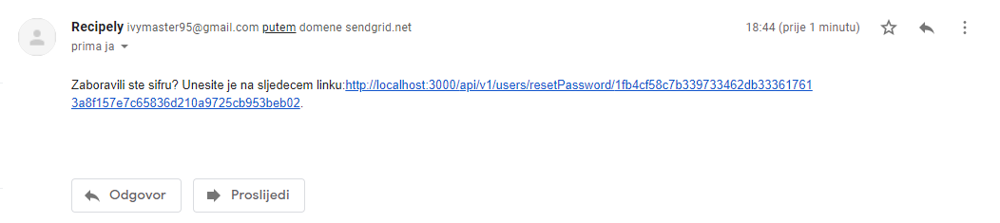 Recipely ivymaster95@gmail.com putem domene sendgrid.net 18:44 (prije 1 minutu)
prima ja
Zaboravili ste sifru? Unesite je na sljedecem linku:http://localhost:3000/api/v1/users/resetPassword/1fb4cf58c7b339733462db33361761
3a8f157e7c65836d210a9725cb953beb02.
Odgovor Proslijedi